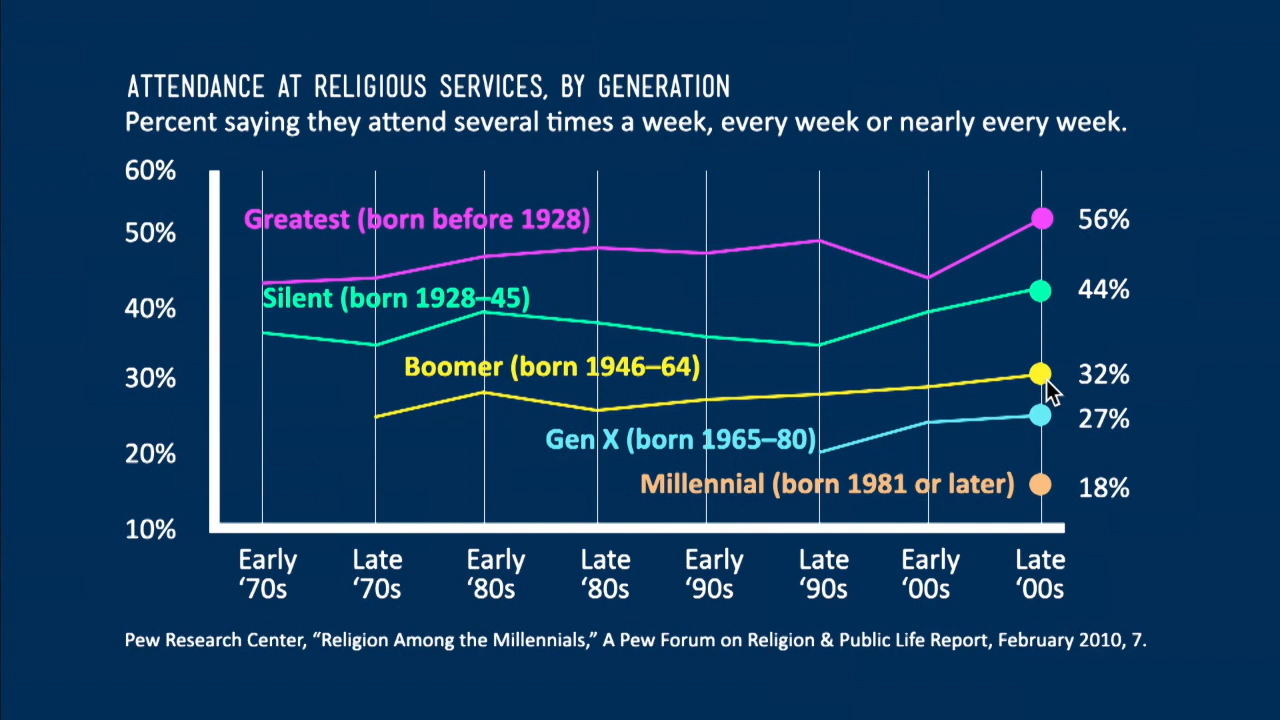 ATTENDANCE AT RELIGIOUS SERVICES, BY GENERATION
Percent saying they attend several times a week, every week or nearly every week.
60%
50%
40%
30%
20%
10%
Greatest (born before 1928)
56%
Silent (born 1928–45)
44%
Boomer (born 1946–64)
32%
Gen X (born 1965–80)
27%
Millennial (born 1981 or later)
18%
Early ‘70s
Late ‘70s
Early ‘80s
Late ‘80s
Early ‘90s
Late ‘90s
Early ‘00s
Late ‘00s
Pew Research Center, “Religion Among the Millennials,” A Pew Forum on Religion & Public Life Report, February 2010, 7.